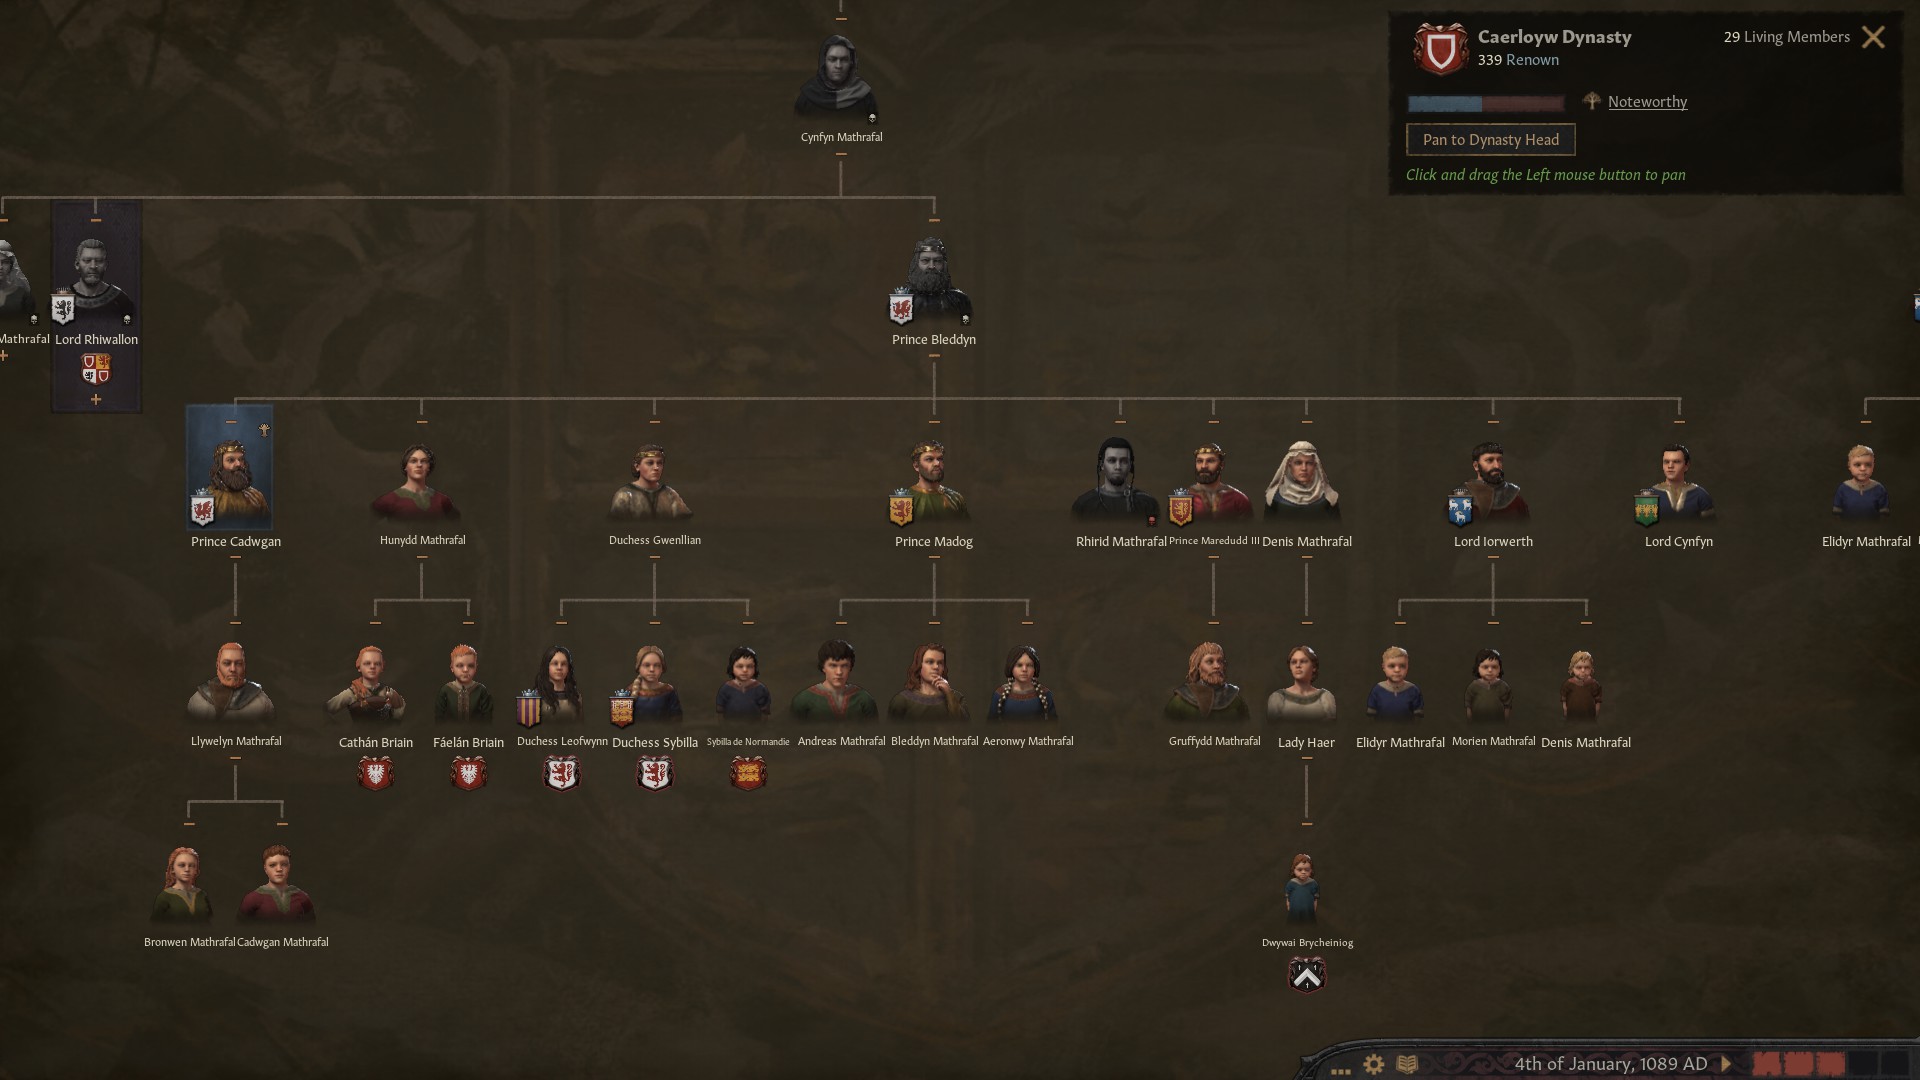 Caerloyw Dynasty
29 Living Members
339 Renown
Noteworthy
Pan to Dynasty Head
Click and drag the Left mouse button to pan
Cynfyn Mathrafal
Mathrafal
Lord Rhiwallon
Prince Bleddyn
Prince Cadwgan
Hunydd Mathrafal
Duchess Gwenllian
Prince Madog
Rhirid Mathrafal
Prince Maredudd III
Denis Mathrafal
Lord Iorwerth
Lord Cynfyn
Elidyr Mathrafal
Llywelyn Mathrafal
Cathán Briain
Fáelán Briain
Duchess Leofwynn
Duchess Sybilla
Sybilla de Normandie
Andreas Mathrafal
Bleddyn Mathrafal
Aeronwy Mathrafal
Gruffydd Mathrafal
Lady Haer
Elidyr Mathrafal
Morien Mathrafal
Denis Mathrafal
Bronwen Mathrafal
Cadwgan Mathrafal
Dwywai Brycheiniog
... 4th of January, 1089 AD